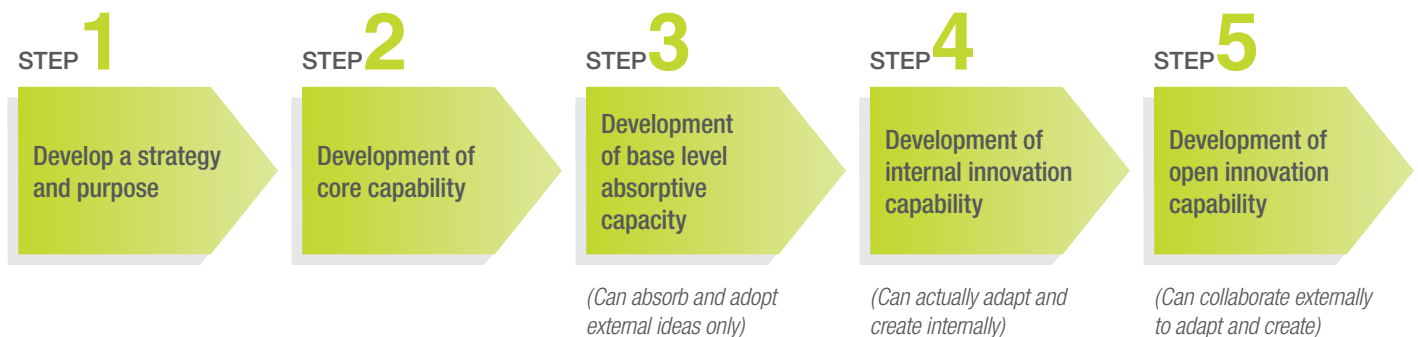 STEP 1
Develop a strategy
and purpose
STEP 2
Development of
core capability
STEP 3
Development
of base level
absorptive
capacity
(Can absorb and adopt
external ideas only)
STEP 4
Development of
internal innovation
capability
(Can actually adapt and
create internally)
STEP 5
Development of
open innovation
capability
(Can collaborate externally
to adapt and create)